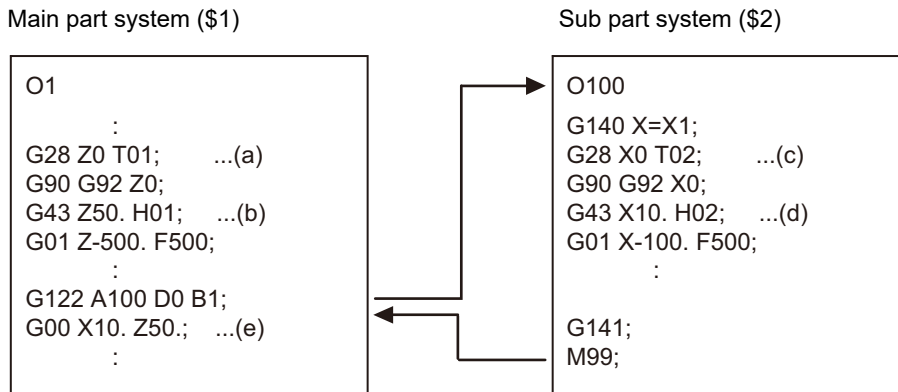 Main part system ($1)
O1
:
G28 Z0 T01; ...(a)
G90 G92 Z0;
G43 Z50. H01; ...(b)
G01 Z-500. F500;
:
G122 A100 D0 B1;
G00 X10. Z50.; ...(e)
:
Sub part system ($2)
O100
G140 X=X1;
G28 X0 T02; ...(c)
G90 G92 X0;
G43 X10. H02; ...(d)
G01 X-100. F500;
:
G141;
M99;